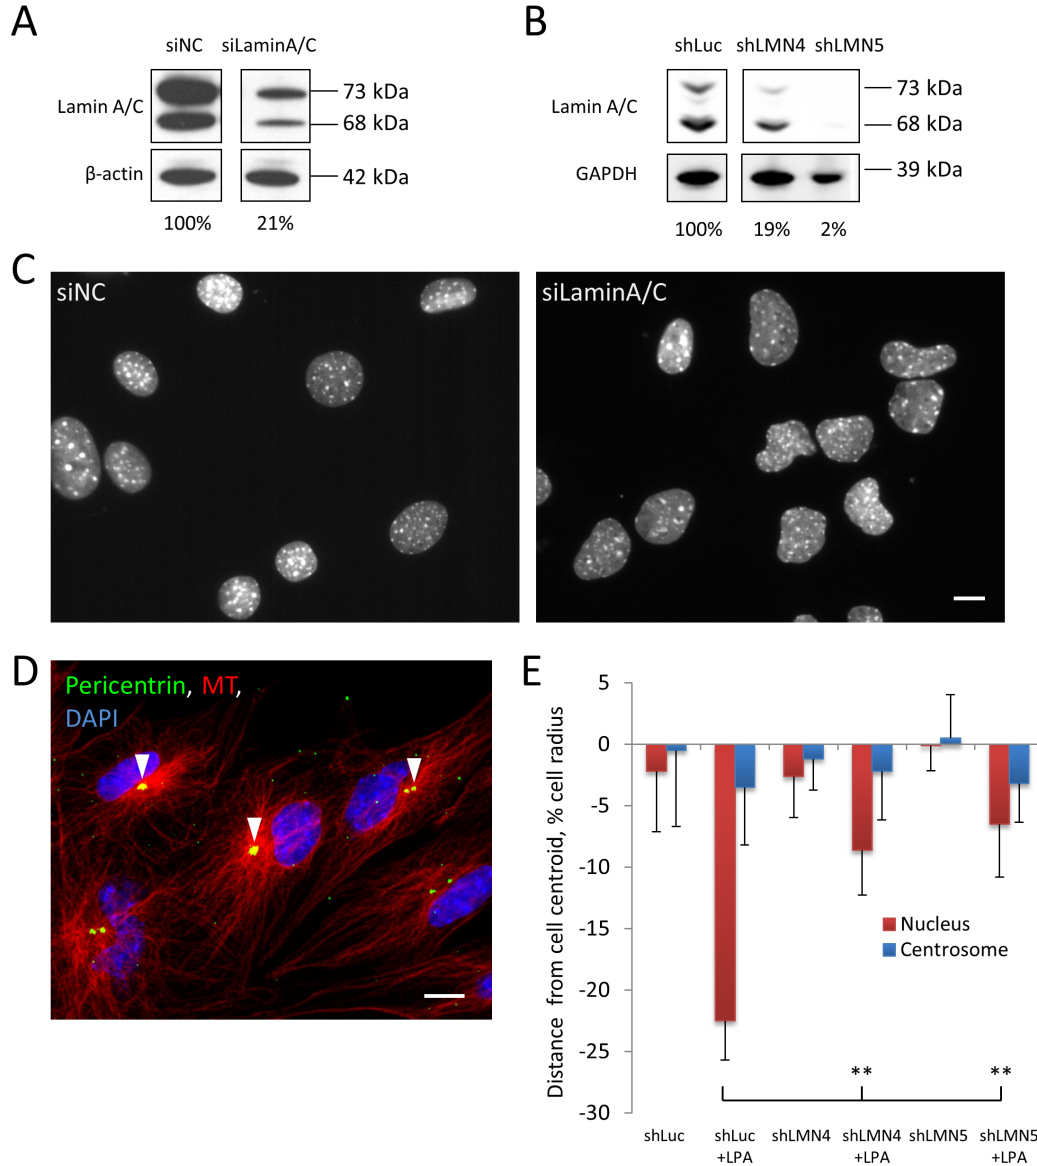 A
siNC siLaminA/C
Lamin A/C
73 kDa
68 kDa
β-actin
42 kDa
100% 21%
B
shLuc shLMN4 shLMN5
Lamin A/C
73 kDa
68 kDa
GAPDH
39 kDa
100% 19% 2%
C
siNC
siLaminA/C
D
Pericentrin, MT,
DAPI
E
Distance from cell centroid, % cell radius
5
0
-5
-10
-15
-20
-25
-30
Nucleus
Centrosome
** **
shLuc shLuc shLMN4 shLMN4 shLMN5 shLMN5
+LPA +LPA +LPA